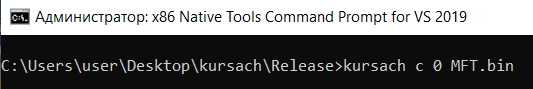 Администратор: x86 Native Tools Command Prompt for VS 2019
C:\Users\user\Desktop\kursach\Release>kursach c 0 MFT.bin